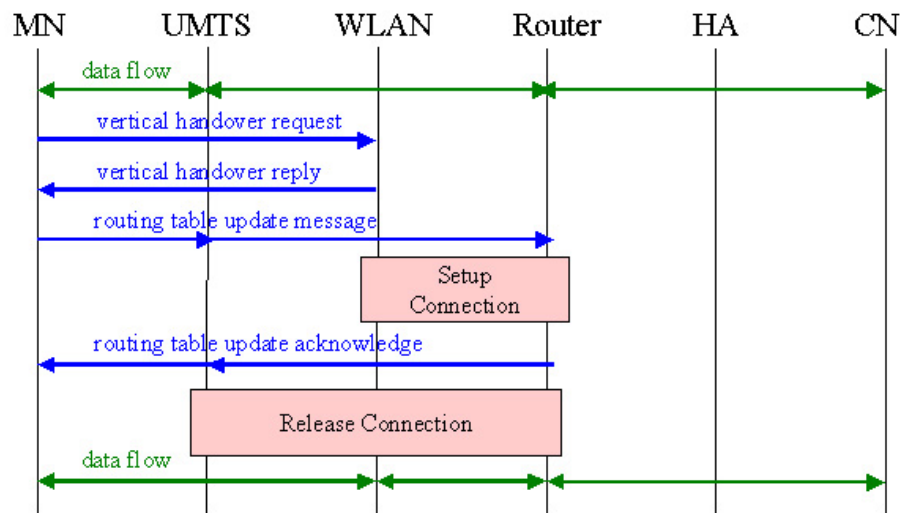 MN UMTS WLAN Router HA CN
data flow
vertical handover request
vertical handover reply
routing table update message
Setup
Connection
routing table update acknowledge
Release Connection
data flow